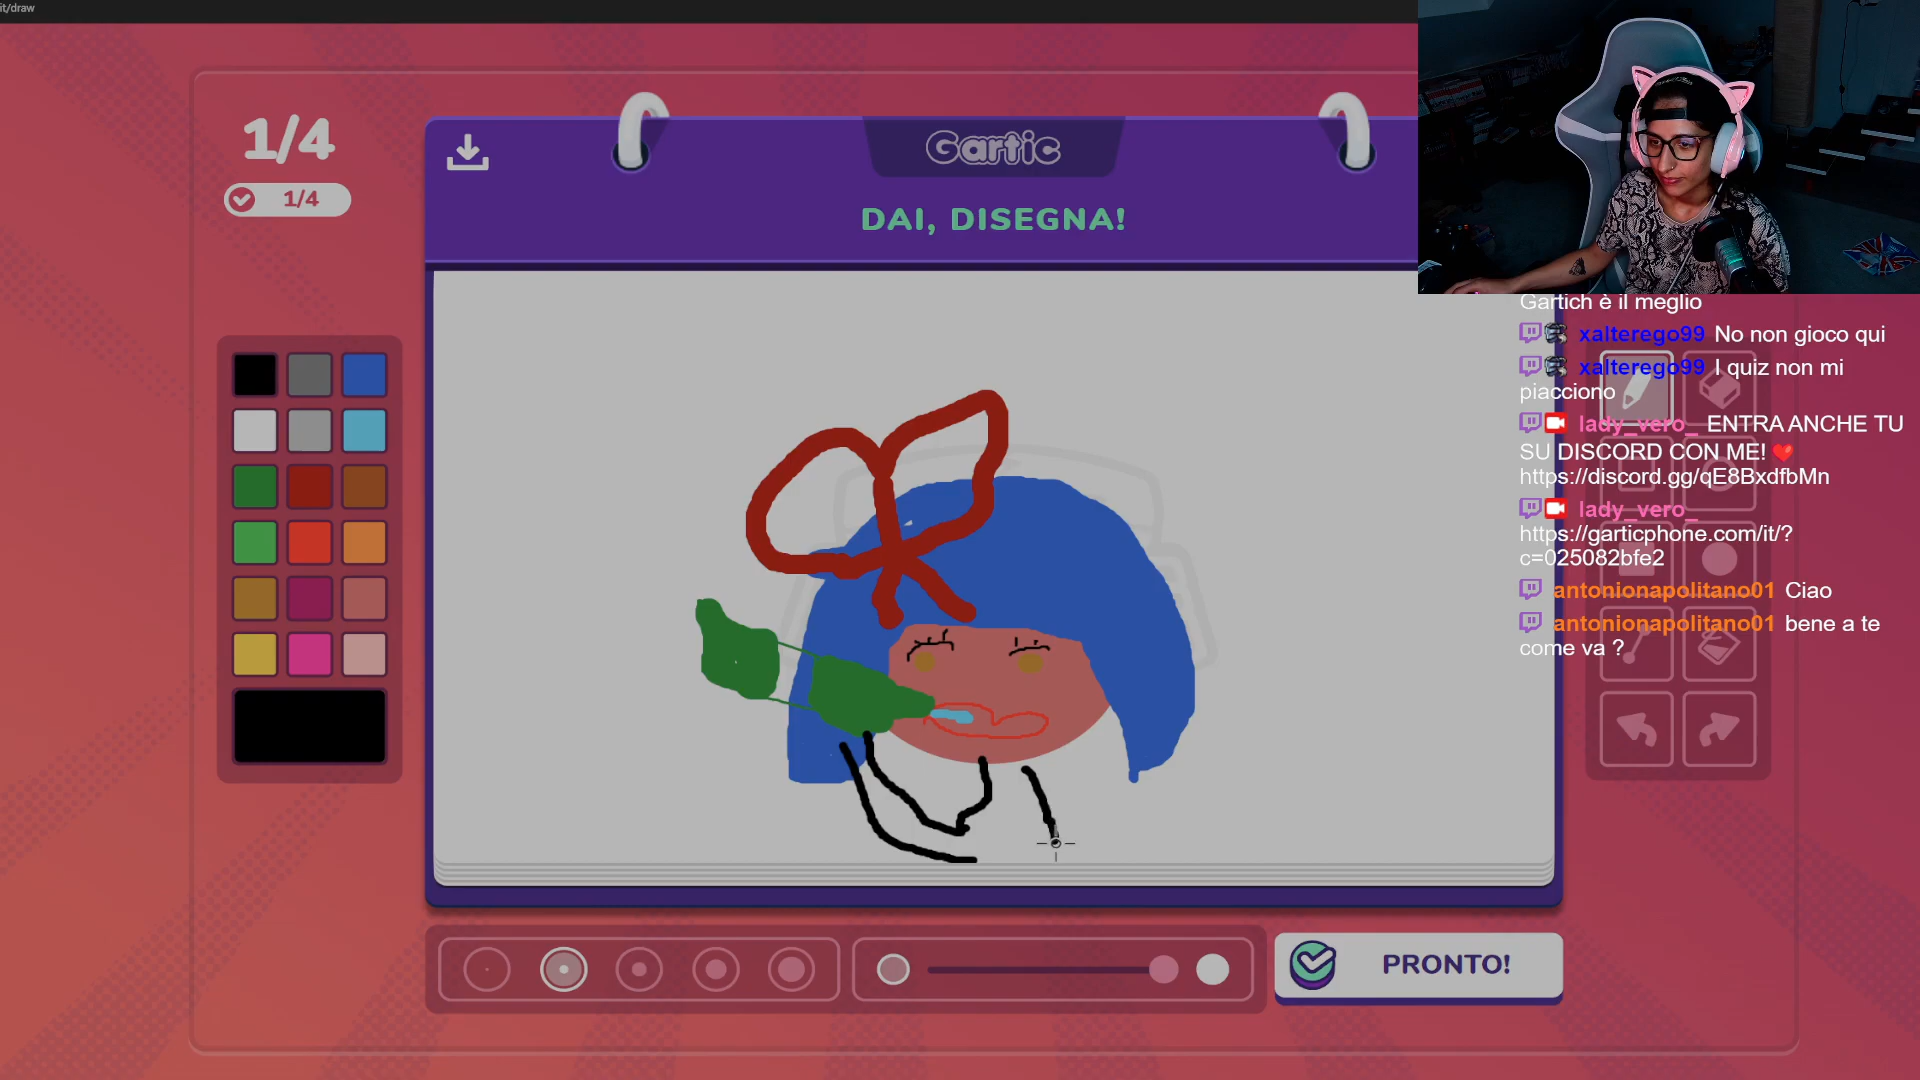 it/draw
1/4
1/4
Gartic
DAI, DISEGNA!
Gartich è il meglio
xalterego99 No non gioco qui
xalterego99 I quiz non mi
piacciono
lady_vero_ ENTRA ANCHE TU
SU DISCORD CON ME! ❤️
https://discord.gg/qE8BxdfbMn
lady_vero_
https://garticphone.com/it/?
c=025082bfe2
antonionapolitano01 Ciao
antonionapolitano01 bene a te
come va ?
PRONTO!